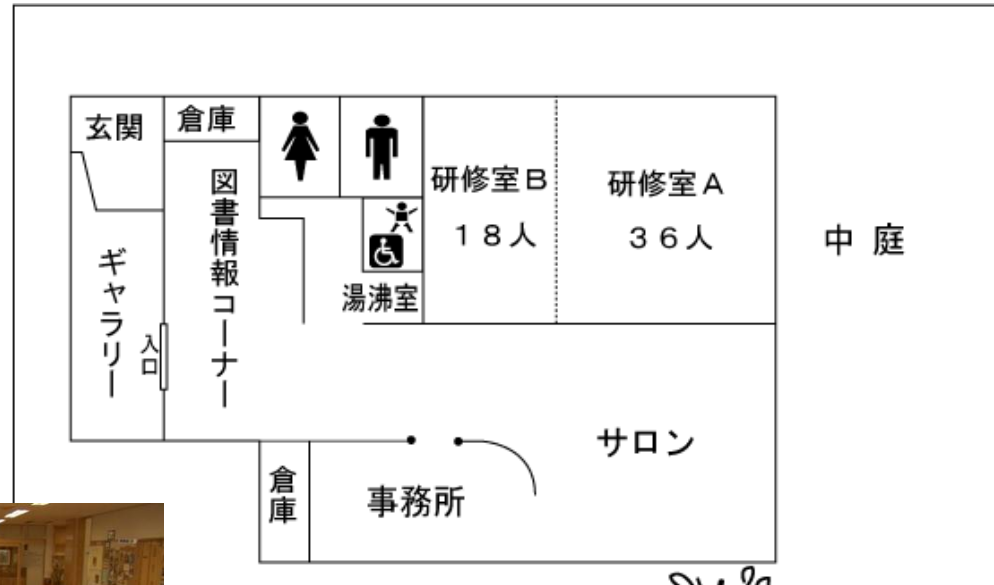 玄関
倉庫
図書情報コーナー
ギャラリー
入口
研修室B
18人
研修室A
36人
中庭
湯沸室
サロン
倉庫
事務所